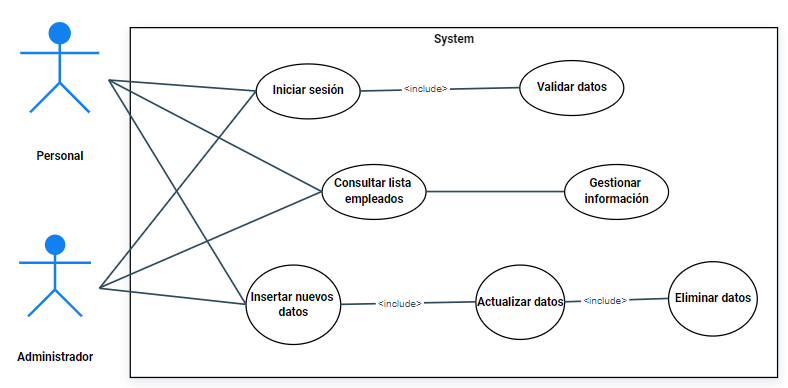 System
Iniciar sesión
<include>
Validar datos
Personal
Consultar lista
empleados
Gestionar
información
Insertar nuevos
datos
<include>
Actualizar datos
<include>
Eliminar datos
Administrador